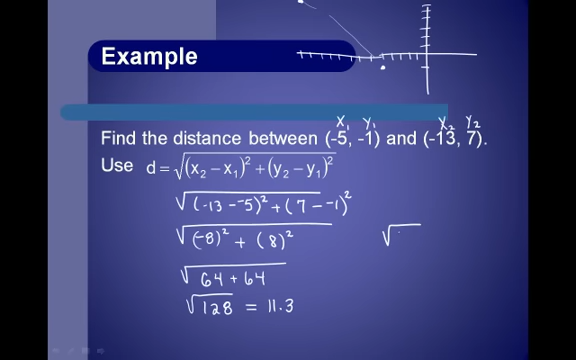 Example
x₁ y₁ x₂ y₂
Find the distance between (-5, -1) and (-13, 7).
Use d = √(x₂ − x₁)² + (y₂ − y₁)²
√(-13 - -5)² + (7 - -1)²
√(-8)² + (8)²
√
√64 + 64
√128 = 11.3